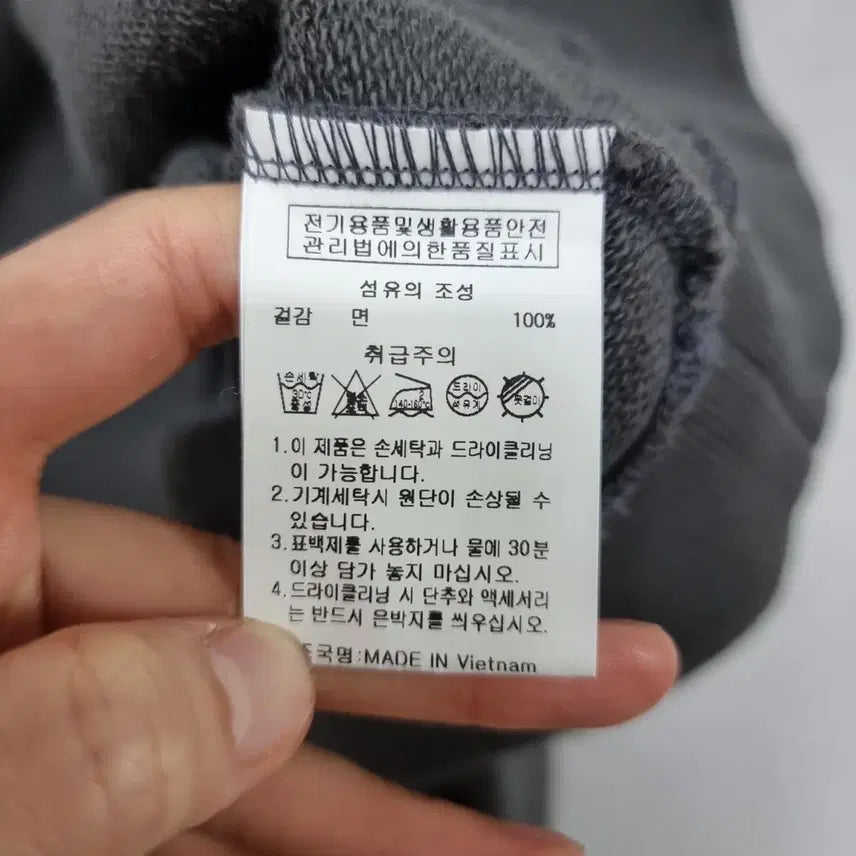 전기용품및생활용품안전
관리법에의한품질표시
섬유의 조성
걸감 면 100%
취급주의
손세탁 30℃ 중성 140-160℃ 드라이 석유계 옷걸이
1.이 제품은 손세탁과 드라이클리닝
이 가능합니다.
2.기계세탁시 원단이 손상될 수
있습니다.
3.표백제를 사용하거나 물에 30분
이상 담가 놓지 마십시오.
4.드라이클리닝 시 단추와 액세서리
는 반드시 은박지를 씌우십시오.
국명:MADE IN Vietnam